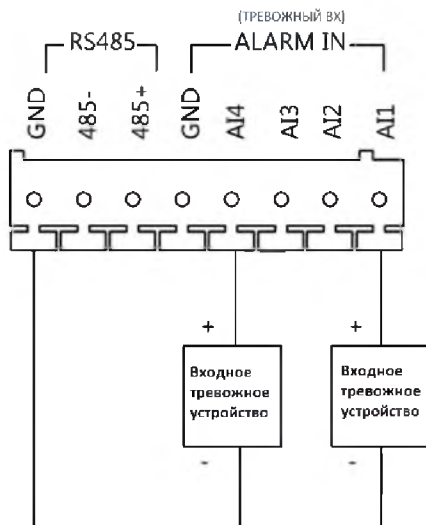 (ТРЕВОЖНЫЙ ВХ)
RS485 ALARM IN
GND 485- 485+ GND AI4 AI3 AI2 AI1
+ +
Входное Входное
тревожное тревожное
устройство устройство
- -